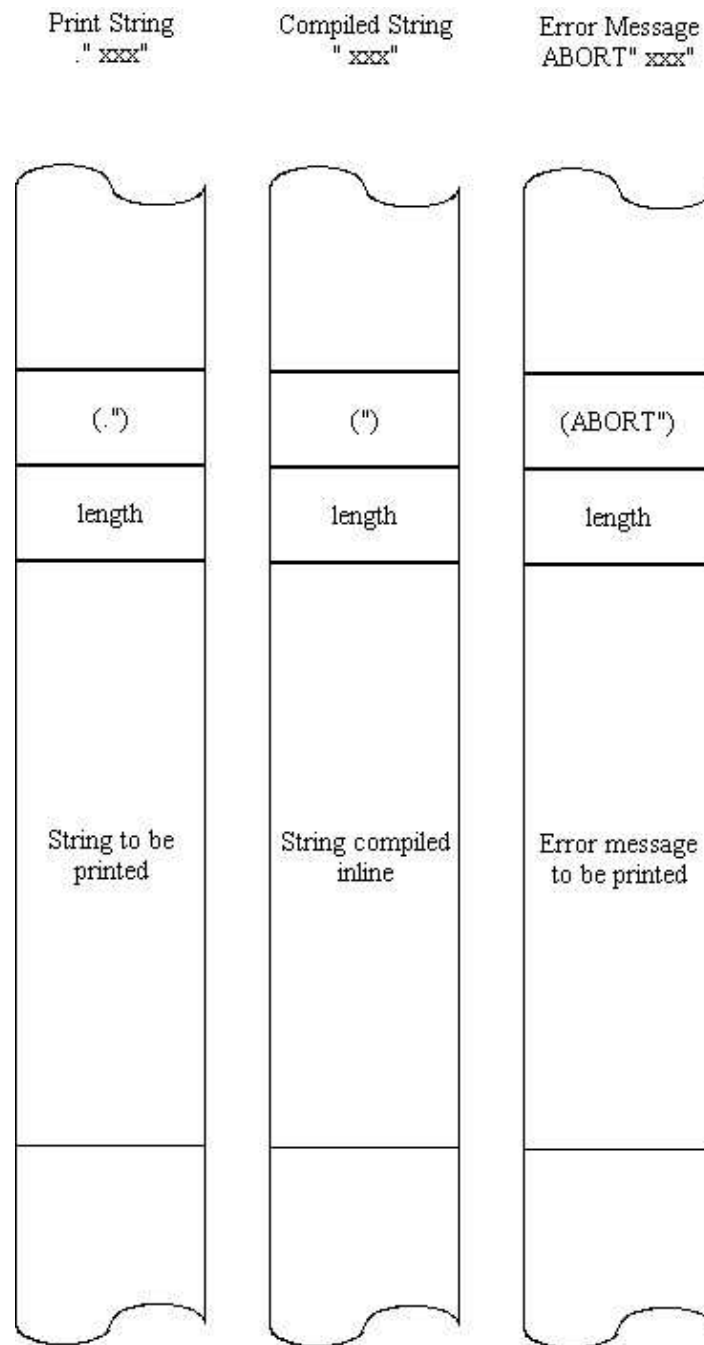 Print String
." xxx"
Compiled String
" xxx"
Error Message
ABORT" xxx"
(.")
(")
(ABORT")
length
length
length
String to be
printed
String compiled
inline
Error message
to be printed